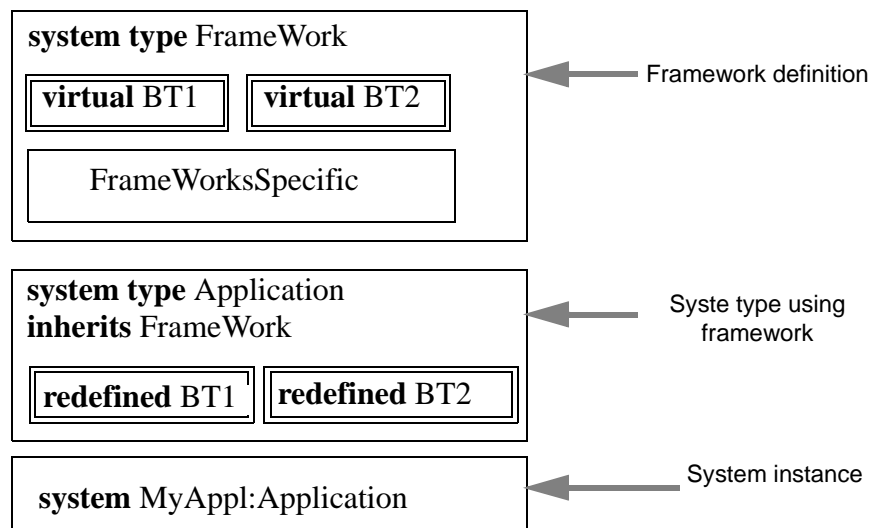 system type FrameWork
Framework definition
virtual BT1
virtual BT2
FrameWorksSpecific
system type Application
inherits FrameWork
Syste type using
framework
redefined BT1
redefined BT2
System instance
system MyAppl:Application